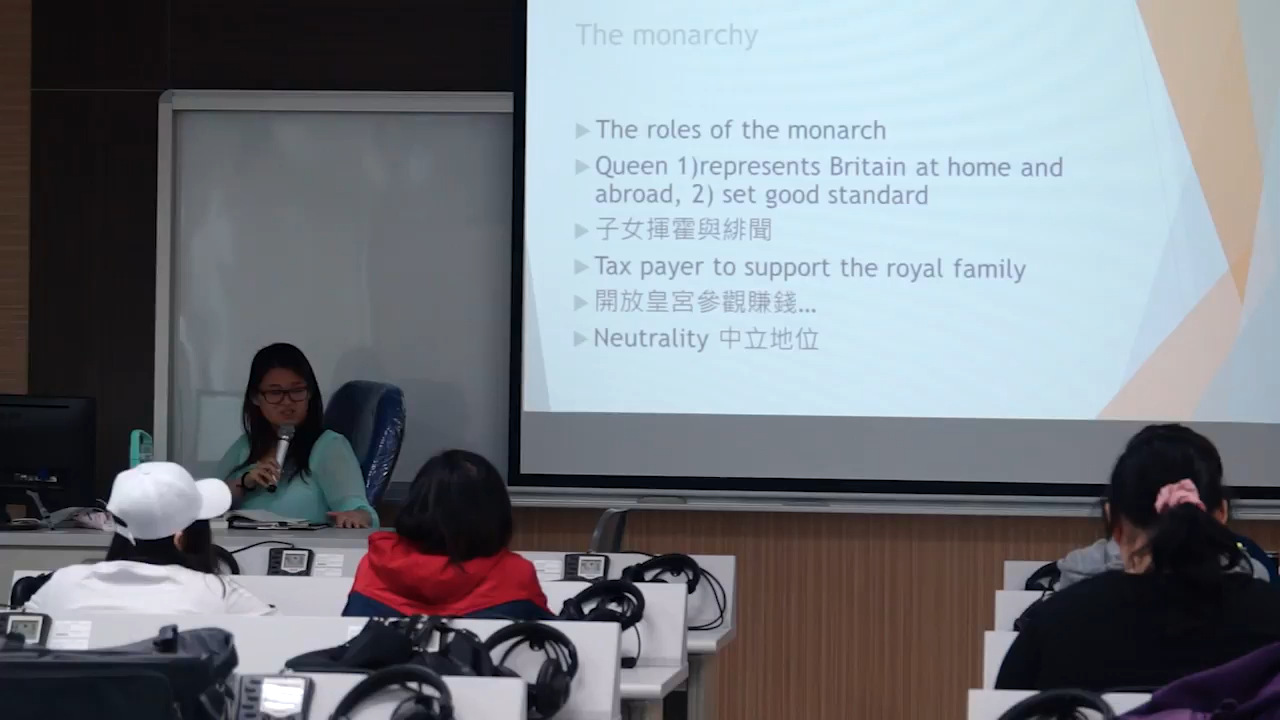 The monarchy
The roles of the monarch
Queen 1)represents Britain at home and
abroad, 2) set good standard
子女揮霍與緋聞
Tax payer to support the royal family
開放皇宮參觀賺錢...
Neutrality 中立地位